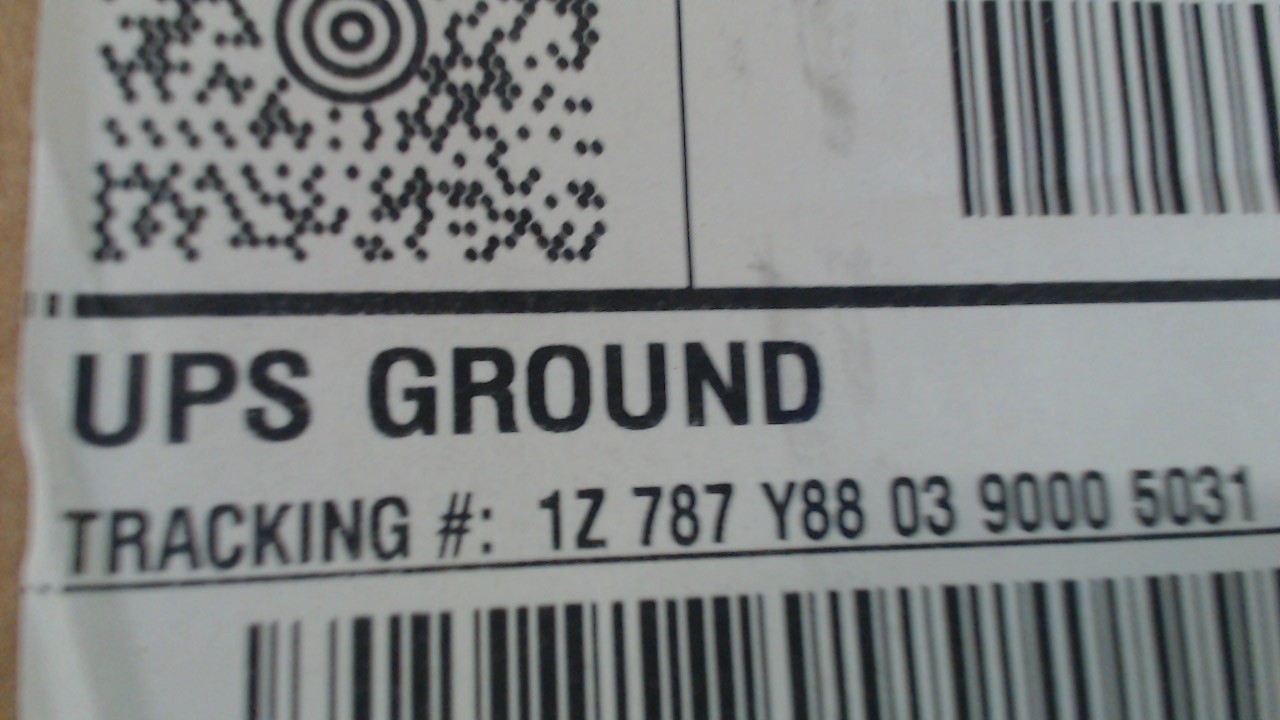 UPS GROUND
TRACKING #: 1Z 787 Y88 03 9000 5031